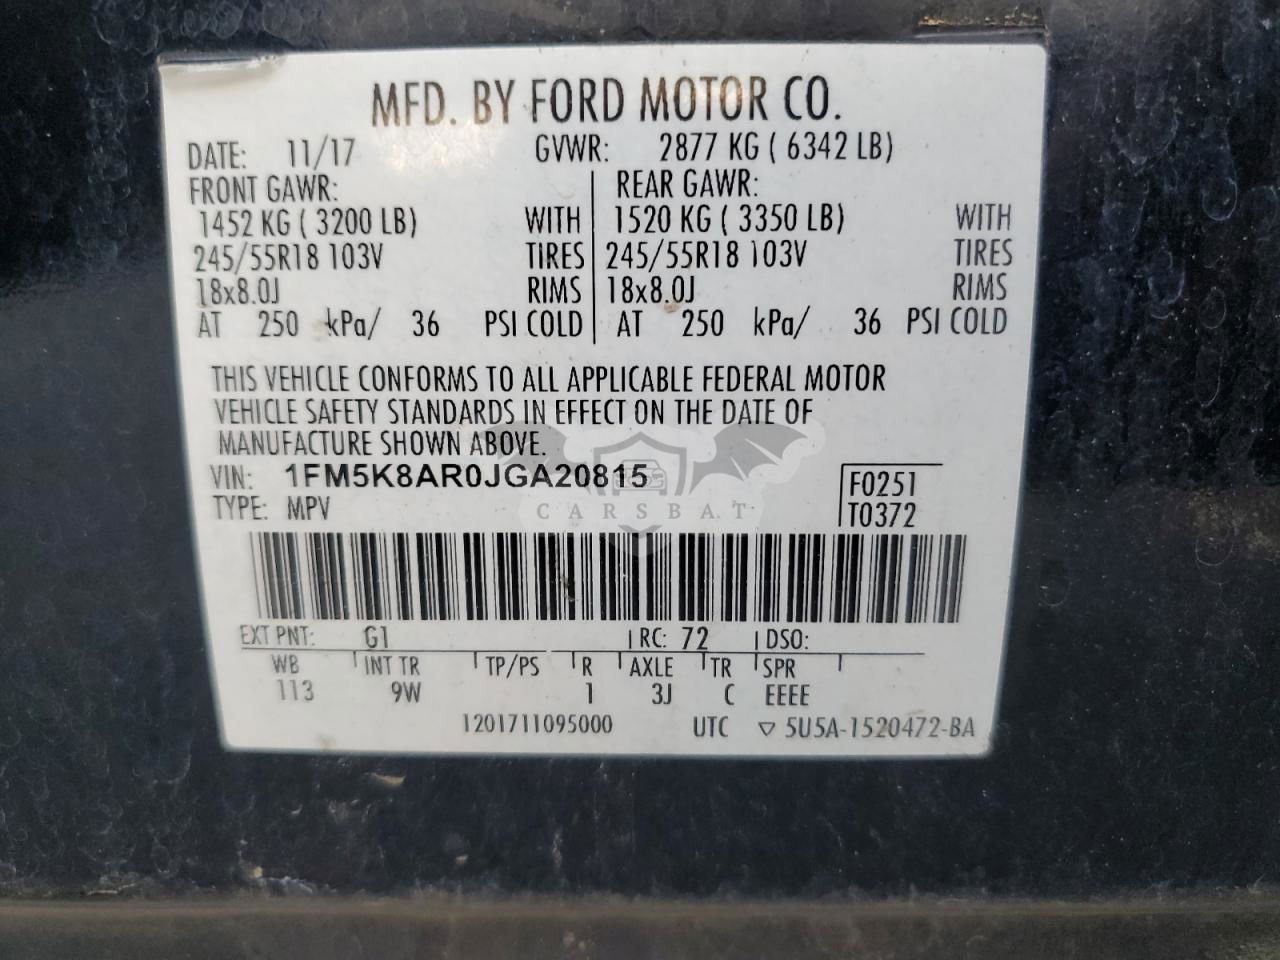 MFD. BY FORD MOTOR CO.
DATE: 11/17 GVWR: 2877 KG ( 6342 LB)
FRONT GAWR: REAR GAWR:
1452 KG ( 3200 LB) WITH 1520 KG ( 3350 LB) WITH
245/55R18 103V TIRES 245/55R18 103V TIRES
18x8.0J RIMS 18x8.0J RIMS
AT 250 kPa/ 36 PSI COLD AT 250 kPa/ 36 PSI COLD
THIS VEHICLE CONFORMS TO ALL APPLICABLE FEDERAL MOTOR
VEHICLE SAFETY STANDARDS IN EFFECT ON THE DATE OF
MANUFACTURE SHOWN ABOVE.
VIN: 1FM5K8AR0JGA20815 F0251
TYPE: MPV T0372
CARSBAT
EXT PNT: G1 RC: 72 DSO:
WB INT TR TP/PS R AXLE TR SPR
113 9W 1 3J C EEEE
1201711095000 UTC ▽ 5U5A-1520472-BA